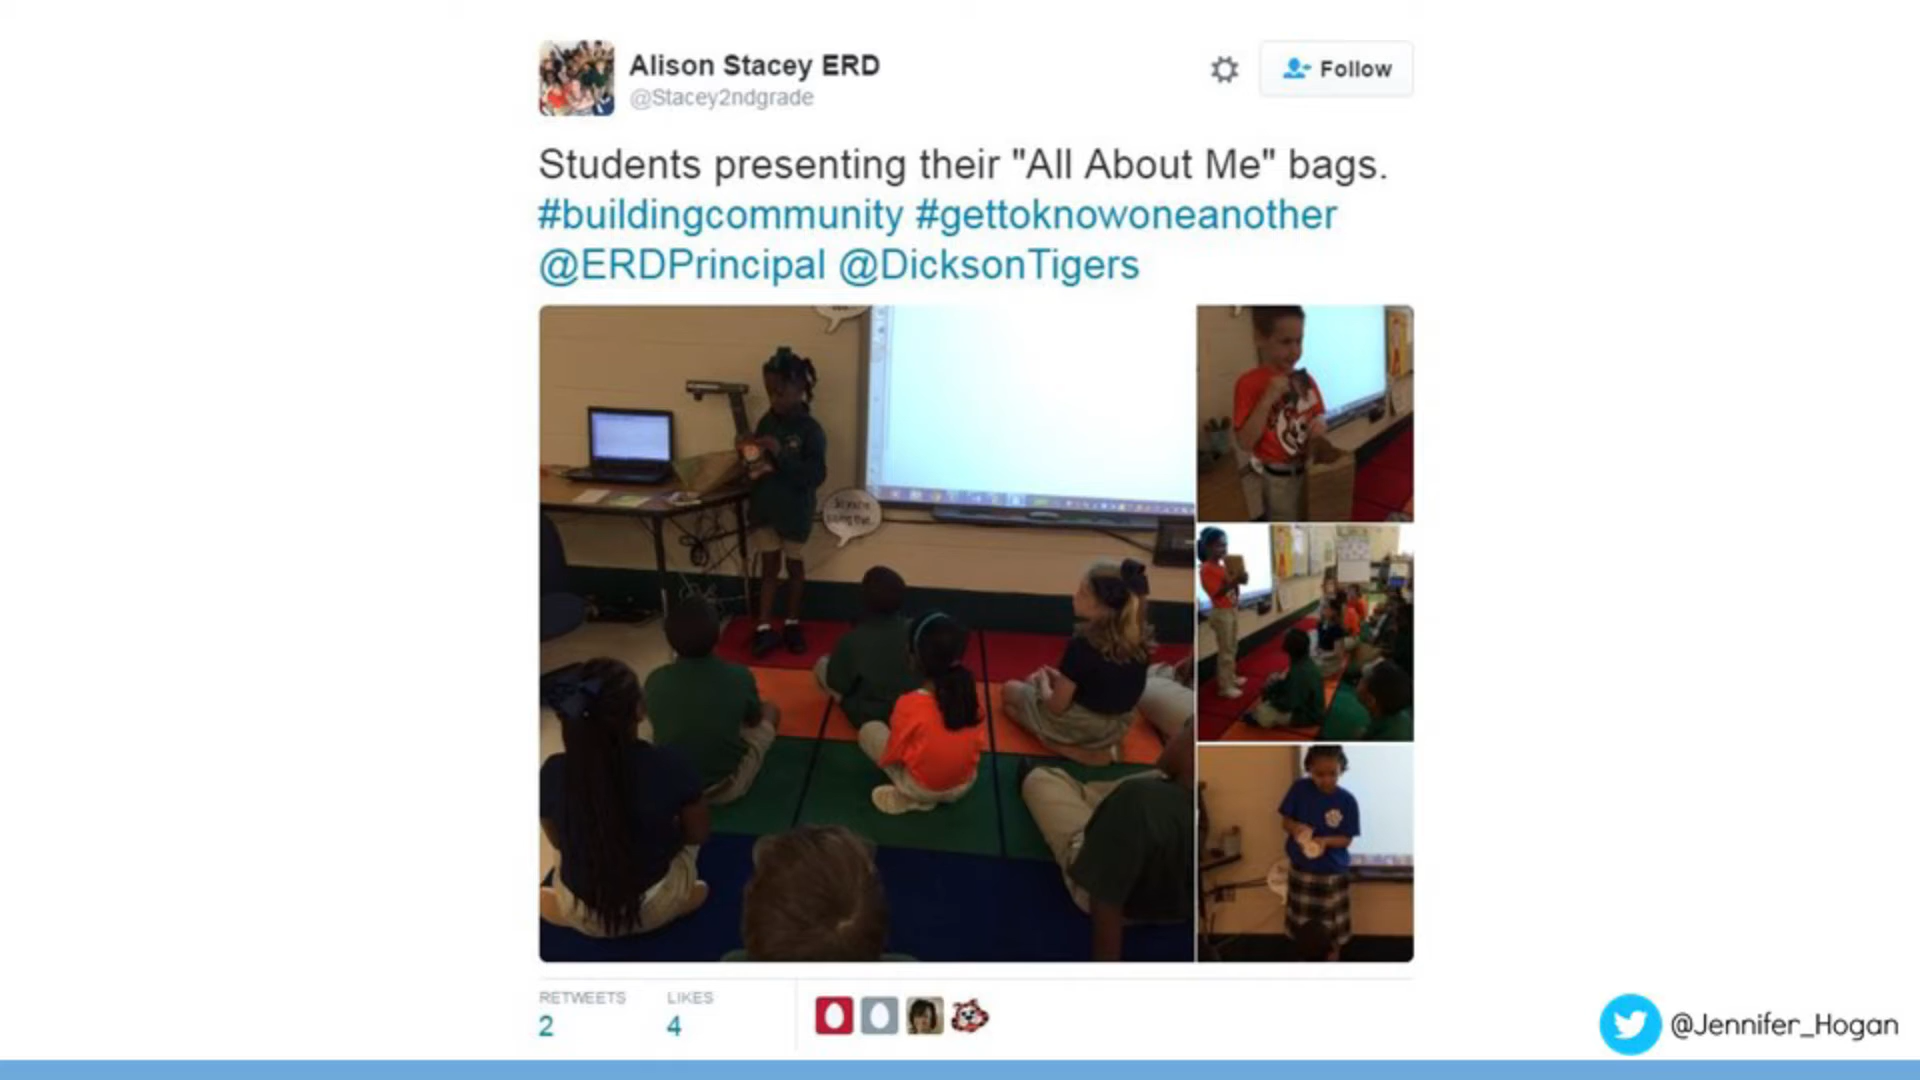 Alison Stacey ERD
@Stacey2ndgrade
Follow
Students presenting their "All About Me" bags.
#buildingcommunity #gettoknowoneanother
@ERDPrincipal @DicksonTigers
RETWEETS
2
LIKES
4
@Jennifer_Hogan